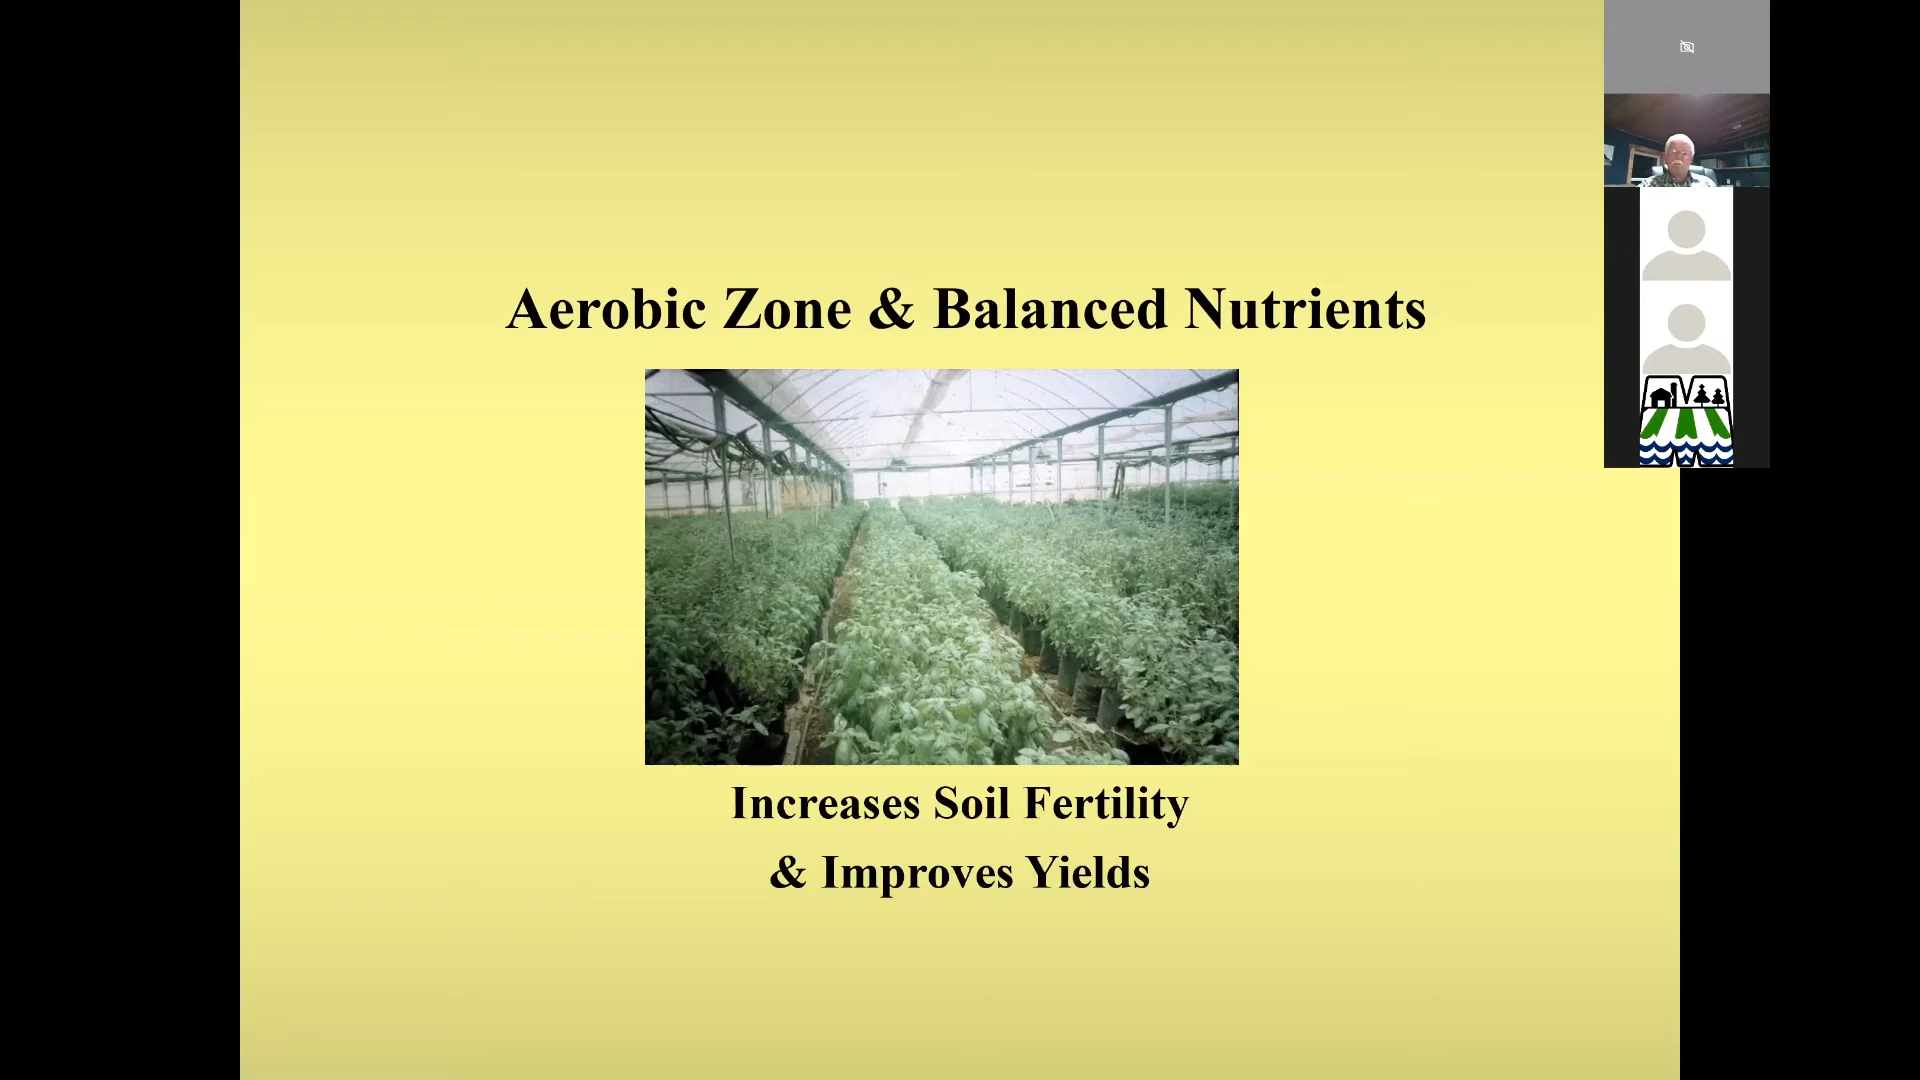 Aerobic Zone & Balanced Nutrients
Increases Soil Fertility
& Improves Yields